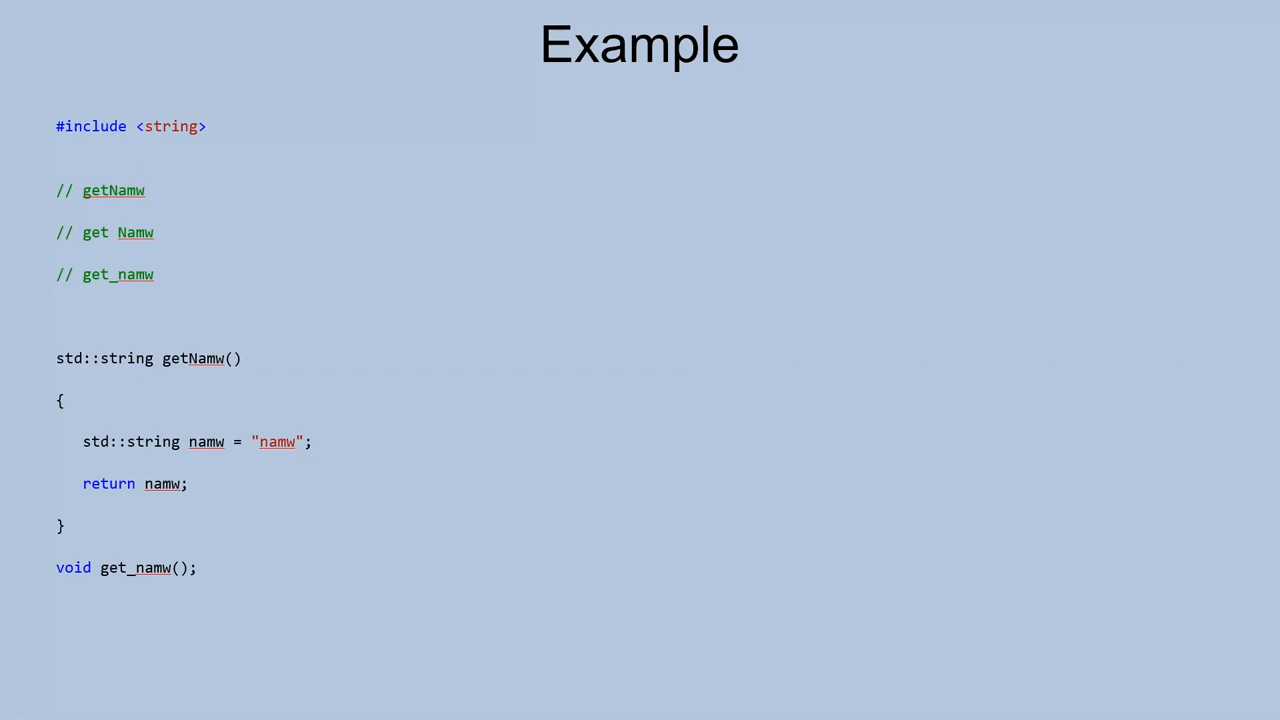 Example
#include <string>
// getNamw
// get Namw
// get_namw
std::string getNamw()
{
std::string namw = "namw";
return namw;
}
void get_namw();